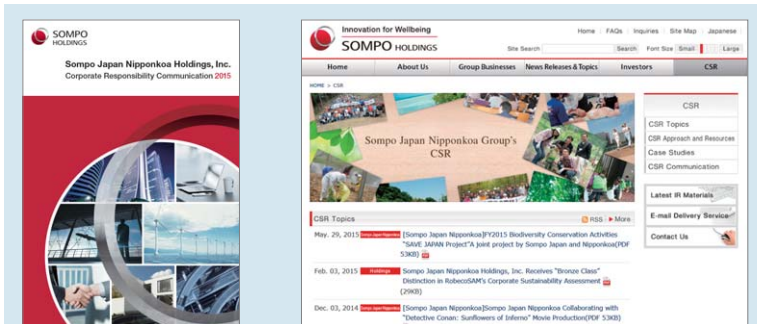 SOMPO
HOLDINGS
Sompo Japan Nipponkoa Holdings, Inc.
Corporate Responsibility Communication 2015
Innovation for Wellbeing
SOMPO HOLDINGS
Home FAQs Inquiries Site Map Japanese
Site Search Search Font Size Small Large
Home About Us Group Businesses News Releases & Topics Investors CSR
HOME > CSR
Sompo Japan Nipponkoa Group's
CSR
CSR
CSR Topics
CSR Approach and Resources
Case Studies
CSR Communication
Latest IR Materials
E-mail Delivery Service
Contact Us
CSR Topics RSS More
May. 29, 2015 Sompo Japan Nipponkoa [Sompo Japan Nipponkoa]FY2015 Biodiversity Conservation Activities
"SAVE JAPAN Project"A joint project by Sompo Japan and Nipponkoa(PDF
53KB)
Feb. 03, 2015 Holdings Sompo Japan Nipponkoa Holdings, Inc. Receives "Bronze Class"
Distinction in RobecoSAM's Corporate Sustainability Assessment
(29KB)
Dec. 03, 2014 Sompo Japan Nipponkoa [Sompo Japan Nipponkoa]Sompo Japan Nipponkoa Collaborating with
"Detective Conan: Sunflowers of Inferno" Movie Production(PDF 53KB)